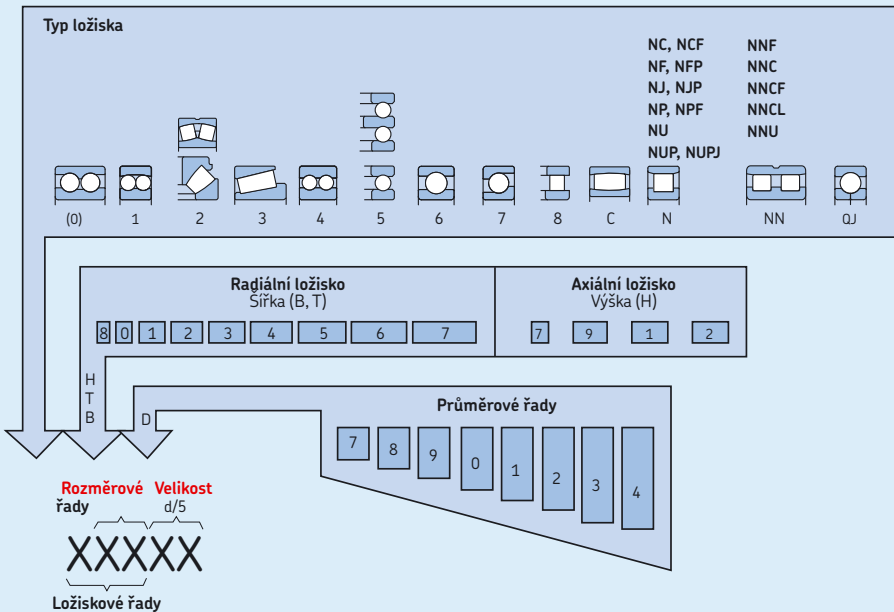 Typ ložiska
NC, NCF
NF, NFP
NJ, NJP
NP, NPF
NU
NUP, NUPJ
NNF
NNC
NNCF
NNCL
NNU
(0) 1 2 3 4 5 6 7 8 C N NN QJ
Radiální ložisko
Šířka (B, T)
8 0 1 2 3 4 5 6 7
Axiální ložisko
Výška (H)
7 9 1 2
H
T
B
D
Průměrové řady
7 8 9 0 1 2 3 4
Rozměrové Velikost
řady d/5
XXXXX
Ložiskové řady